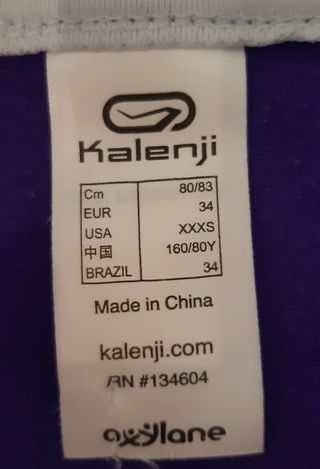 Kalenji
Cm 80/83
EUR 34
USA XXXS
中国 160/80Y
BRAZIL 34
Made in China
kalenji.com
RN #134604
oxylane